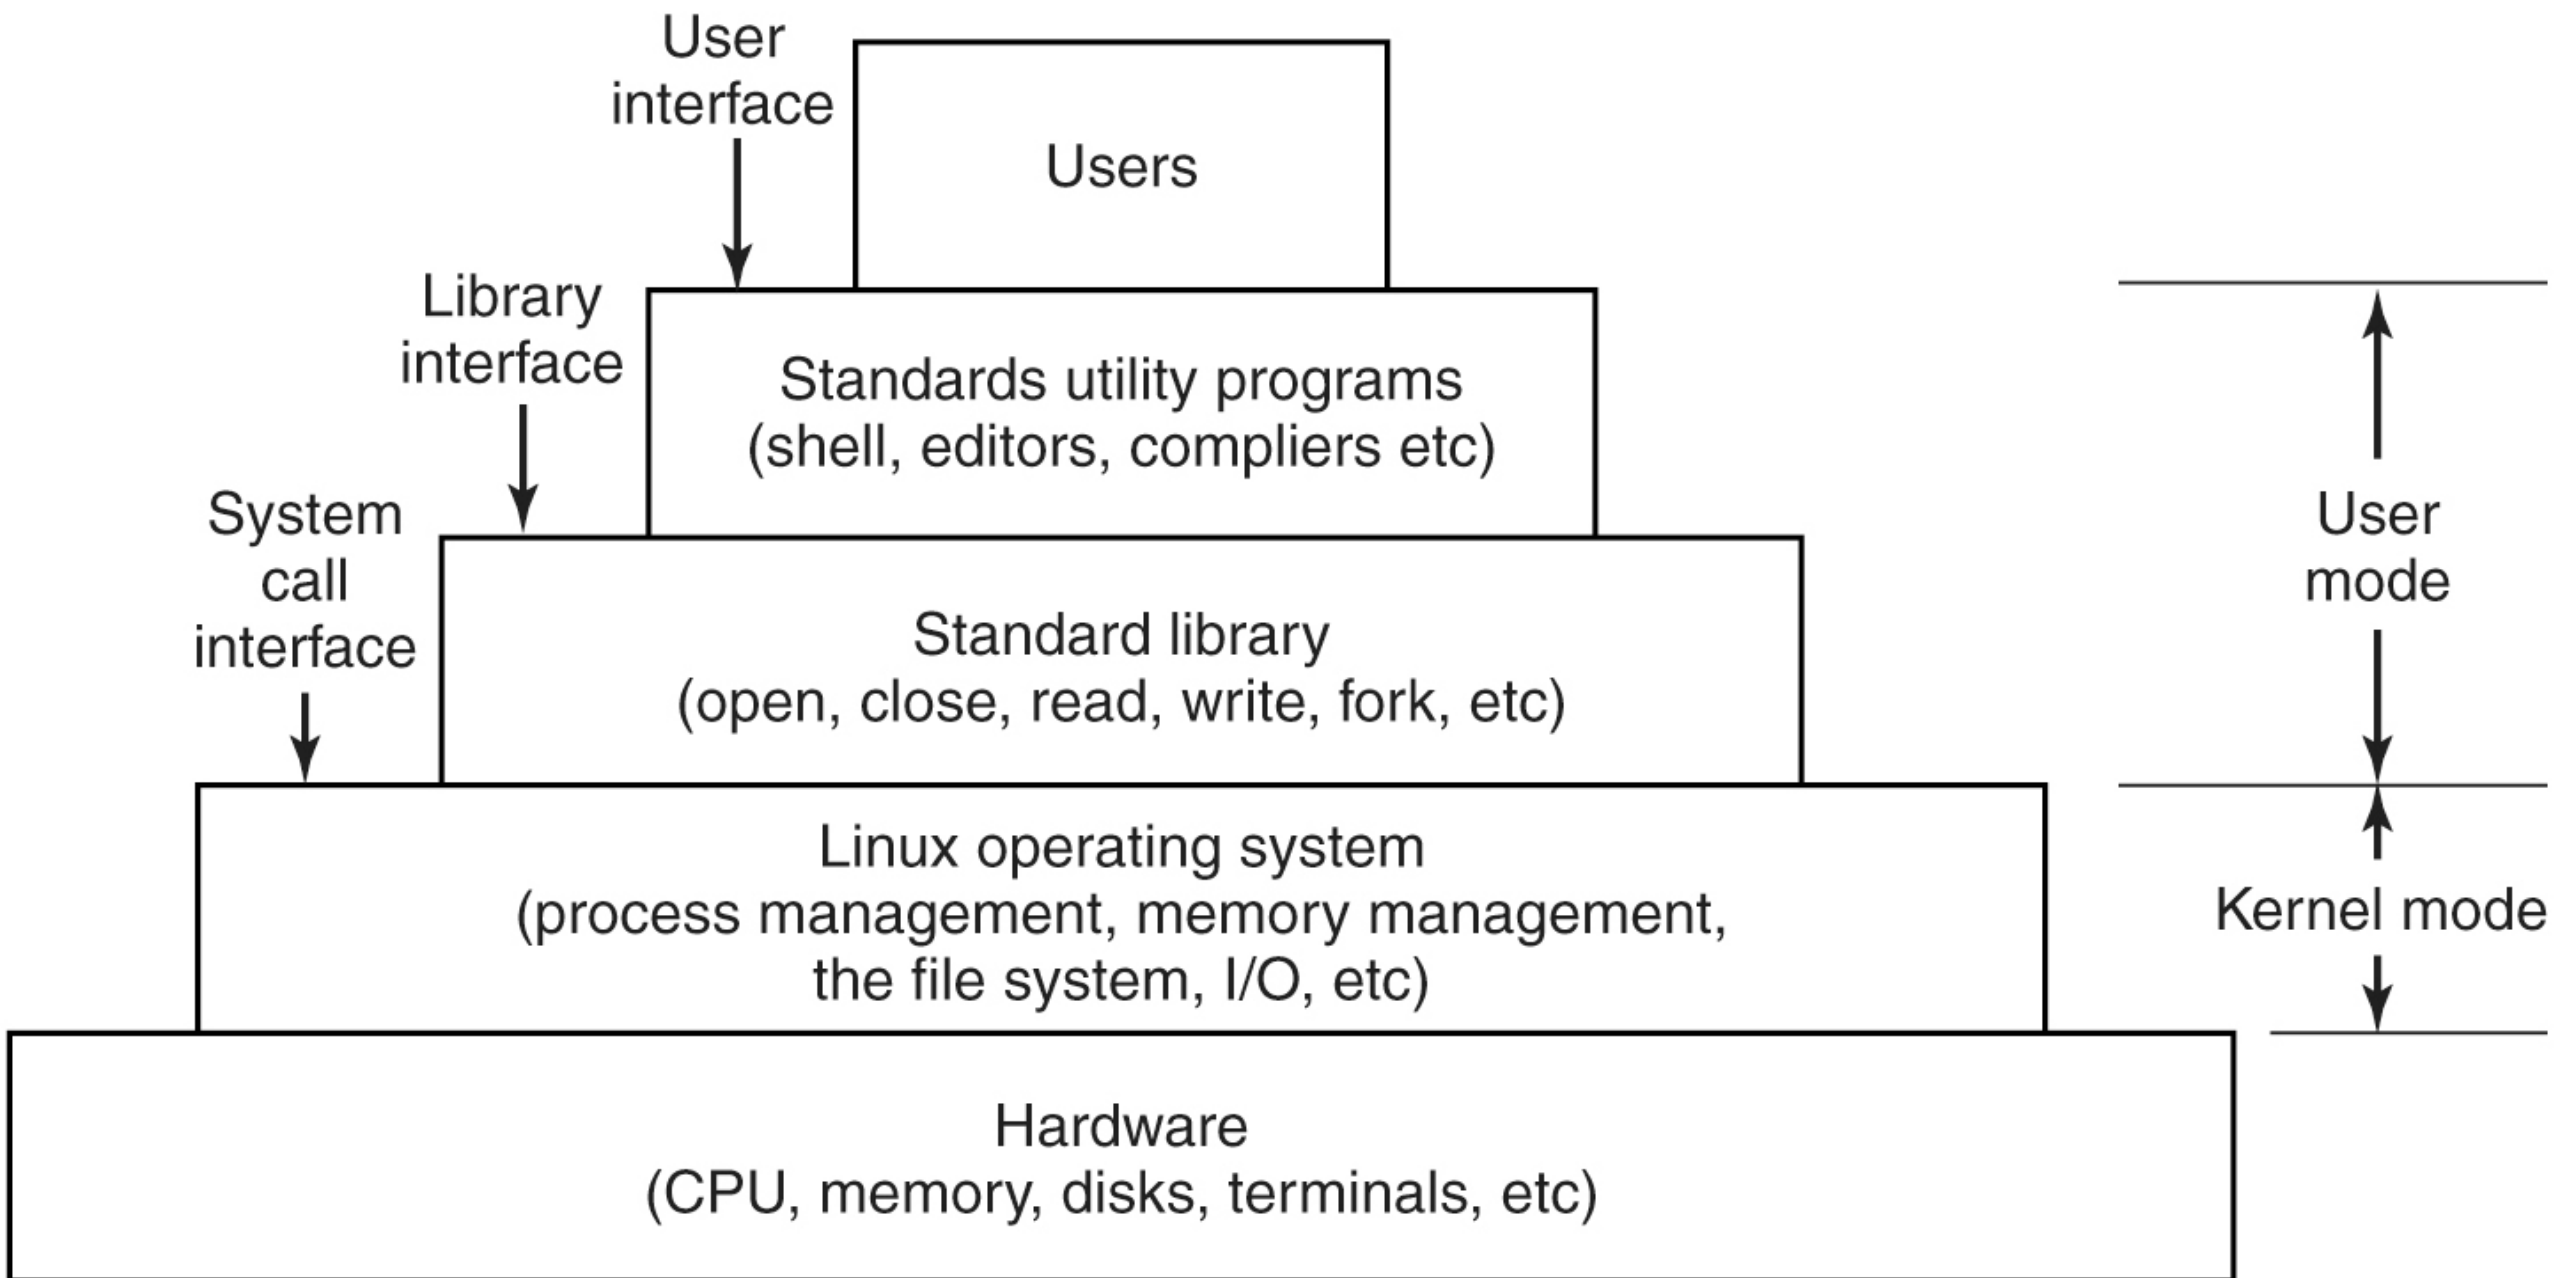 User
interface
Users
Library
interface
Standards utility programs
(shell, editors, compliers etc)
System
call
interface
User
mode
Standard library
(open, close, read, write, fork, etc)
Linux operating system
(process management, memory management,
the file system, I/O, etc)
Kernel mode
Hardware
(CPU, memory, disks, terminals, etc)